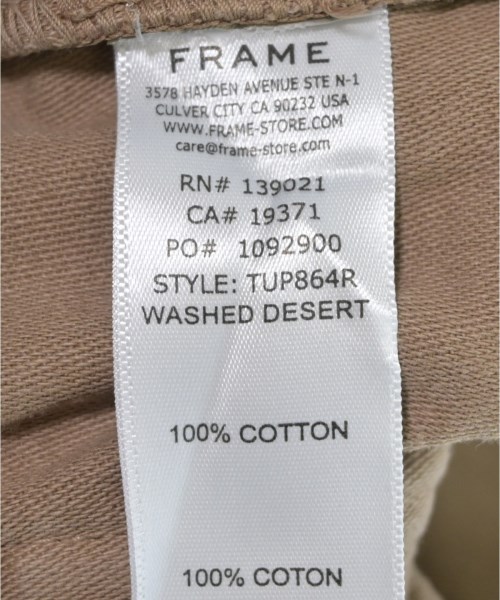 FRAME
3578 HAYDEN AVENUE STE N-1
CULVER CITY CA 90232 USA
WWW.FRAME-STORE.COM
care@frame-store.com
RN# 139021
CA# 19371
PO# 1092900
STYLE: TUP864R
WASHED DESERT
100% COTTON
100% COTON